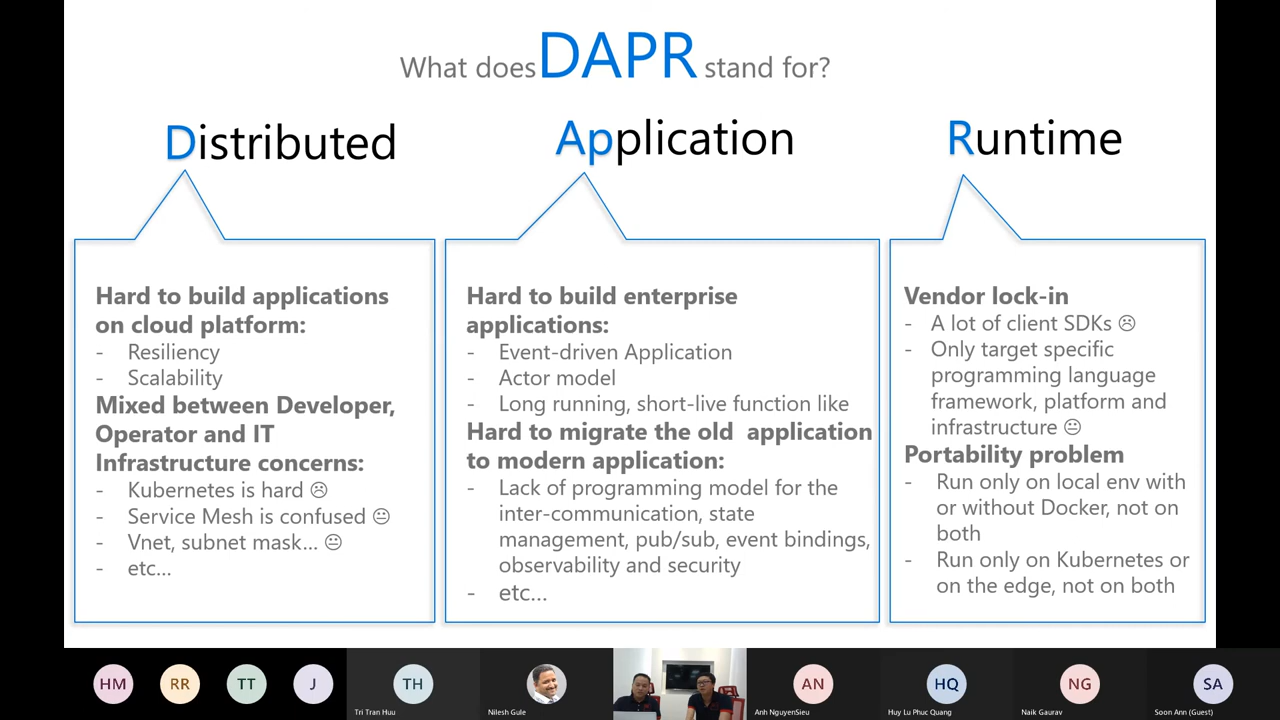 What does DAPR stand for?
Distributed
Application
Runtime
Hard to build applications
on cloud platform:
- Resiliency
- Scalability
Mixed between Developer,
Operator and IT
Infrastructure concerns:
- Kubernetes is hard ☹
- Service Mesh is confused 😐
- Vnet, subnet mask... 😐
- etc...
Hard to build enterprise
applications:
- Event-driven Application
- Actor model
- Long running, short-live function like
Hard to migrate the old application
to modern application:
- Lack of programming model for the
inter-communication, state
management, pub/sub, event bindings,
observability and security
- etc...
Vendor lock-in
- A lot of client SDKs ☹
- Only target specific
programming language
framework, platform and
infrastructure 😐
Portability problem
- Run only on local env with
or without Docker, not on
both
- Run only on Kubernetes or
on the edge, not on both
HM
RR
TT
J
TH
Tri Tran Huu
Nilesh Gule
AN
Anh NguyenSieu
HQ
Huy Lu Phuc Quang
NG
Naik Gaurav
SA
Soon Ann (Guest)